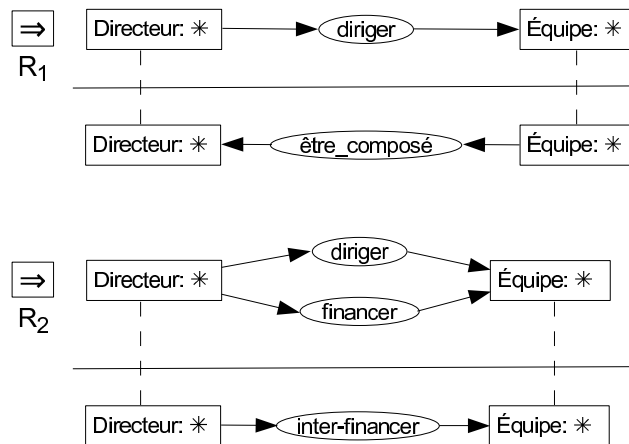 ⇒ Directeur: ✳ diriger Équipe: ✳
R1
Directeur: ✳ être_composé Équipe: ✳
diriger
⇒ Directeur: ✳ Équipe: ✳
R2 financer
Directeur: ✳ inter-financer Équipe: ✳